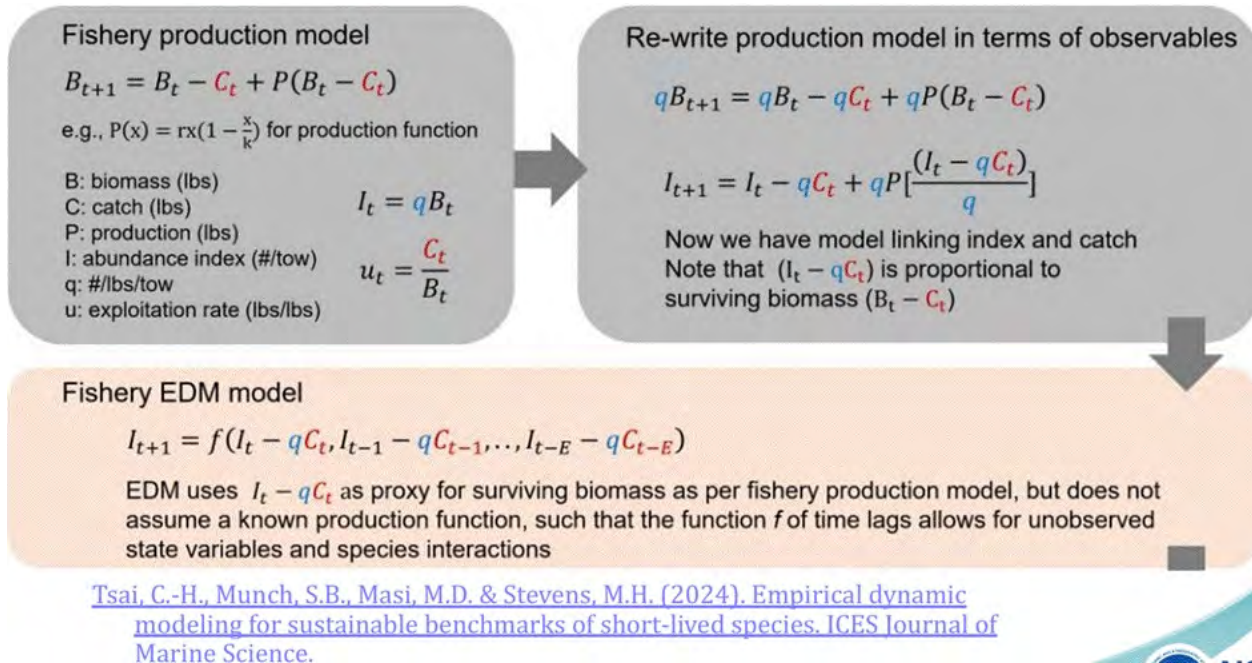 Fishery production model
B_{t+1} = B_t − C_t + P(B_t − C_t)
e.g., P(x) = rx(1 − x/k) for production function
B: biomass (lbs)
C: catch (lbs)
P: production (lbs)
I: abundance index (#/tow)
q: #/lbs/tow
u: exploitation rate (lbs/lbs)
I_t = qB_t
u_t = C_t/B_t
Re-write production model in terms of observables
qB_{t+1} = qB_t − qC_t + qP(B_t − C_t)
I_{t+1} = I_t − qC_t + qP[(I_t − qC_t)/q]
Now we have model linking index and catch
Note that (I_t − qC_t) is proportional to
surviving biomass (B_t − C_t)
Fishery EDM model
I_{t+1} = f(I_t − qC_t, I_{t−1} − qC_{t−1},.., I_{t−E} − qC_{t−E})
EDM uses I_t − qC_t as proxy for surviving biomass as per fishery production model, but does not
assume a known production function, such that the function f of time lags allows for unobserved
state variables and species interactions
Tsai, C.-H., Munch, S.B., Masi, M.D. & Stevens, M.H. (2024). Empirical dynamic
modeling for sustainable benchmarks of short-lived species. ICES Journal of
Marine Science.